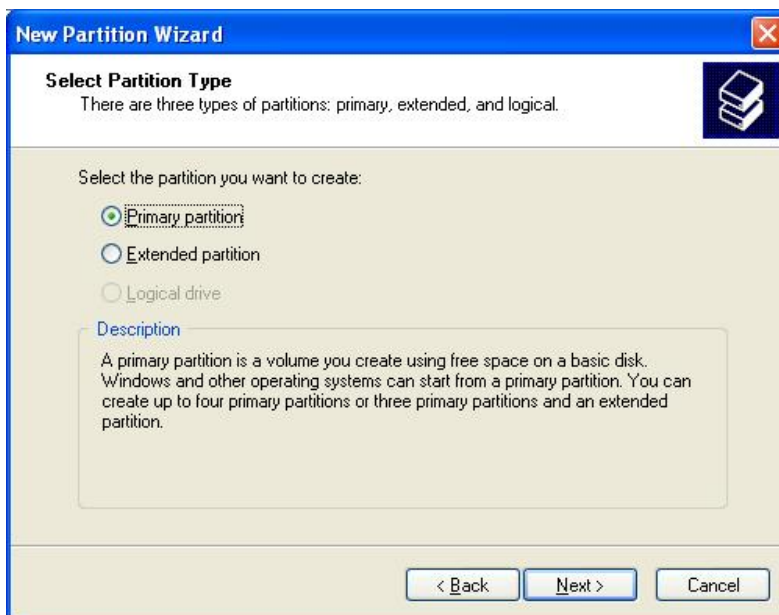 New Partition Wizard
Select Partition Type
There are three types of partitions: primary, extended, and logical.
Select the partition you want to create:
Primary partition
Extended partition
Logical drive
Description
A primary partition is a volume you create using free space on a basic disk.
Windows and other operating systems can start from a primary partition. You can
create up to four primary partitions or three primary partitions and an extended
partition.
< Back
Next >
Cancel